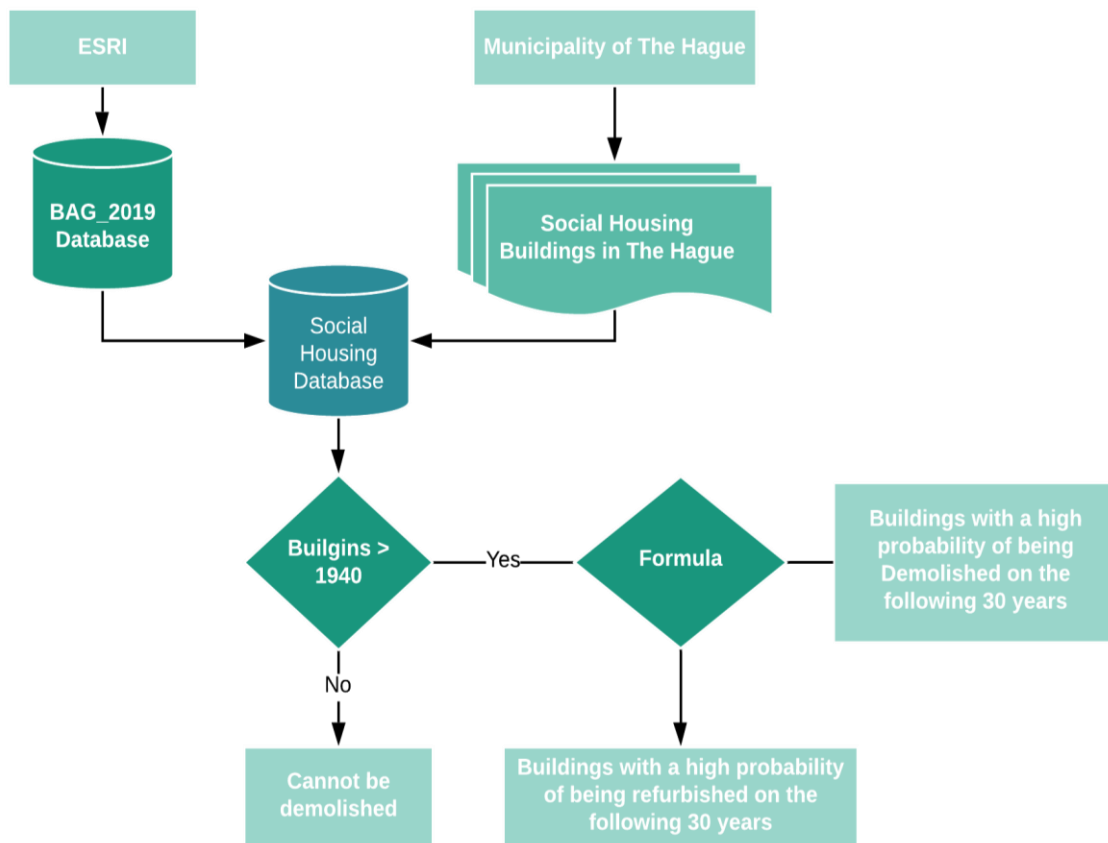 ESRI
Municipality of The Hague
BAG_2019
Database
Social Housing
Buildings in The Hague
Social
Housing
Database
Builgins >
1940
Yes
Formula
Buildings with a high
probability of being
Demolished on the
following 30 years
No
Cannot be
demolished
Buildings with a high probability
of being refurbished on the
following 30 years